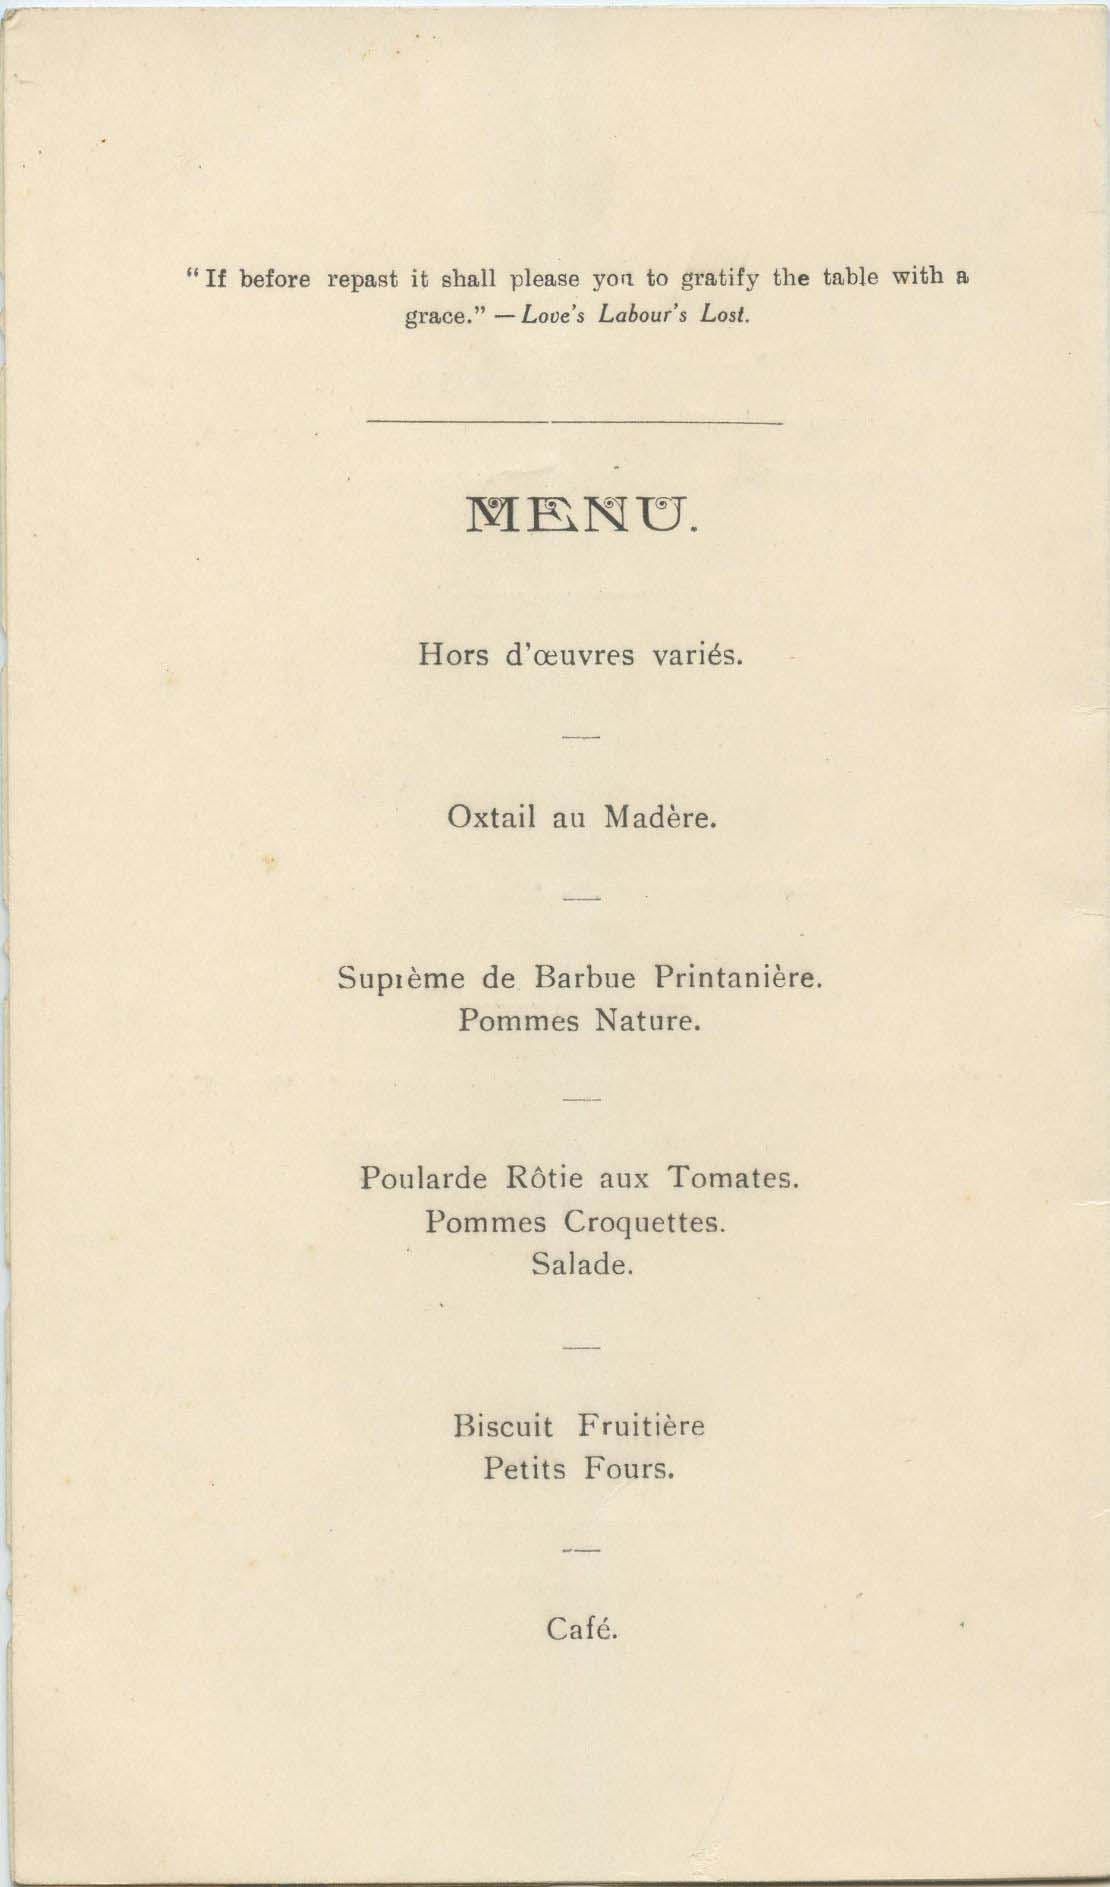 “If before repast it shall please you to gratify the table with a
grace.” — Love's Labour's Lost.
MENU.
Hors d'œuvres variés.
Oxtail au Madère.
Suprème de Barbue Printanière.
Pommes Nature.
Poularde Rôtie aux Tomates.
Pommes Croquettes.
Salade.
Biscuit Fruitière
Petits Fours.
Café.